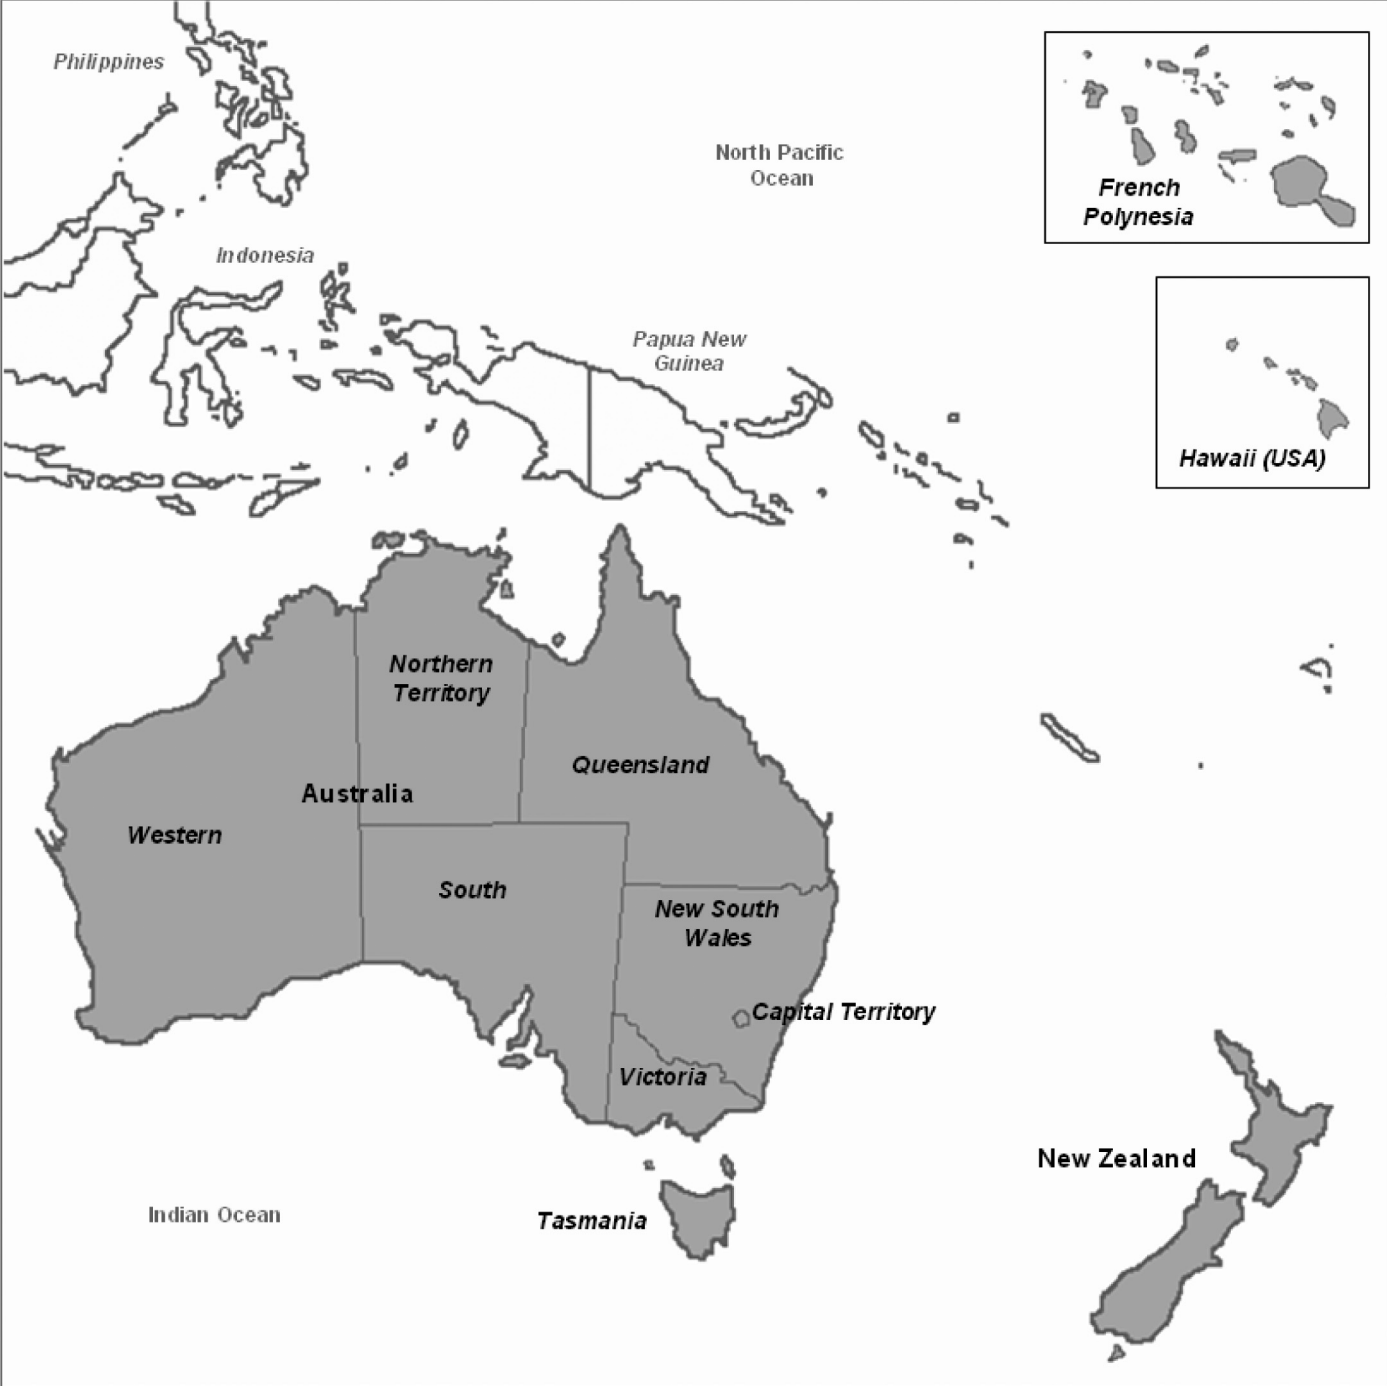 Philippines
North Pacific
Ocean
French
Polynesia
Indonesia
Papua New
Guinea
Hawaii (USA)
Northern
Territory
Queensland
Australia
Western
South
New South
Wales
Capital Territory
Victoria
New Zealand
Indian Ocean
Tasmania